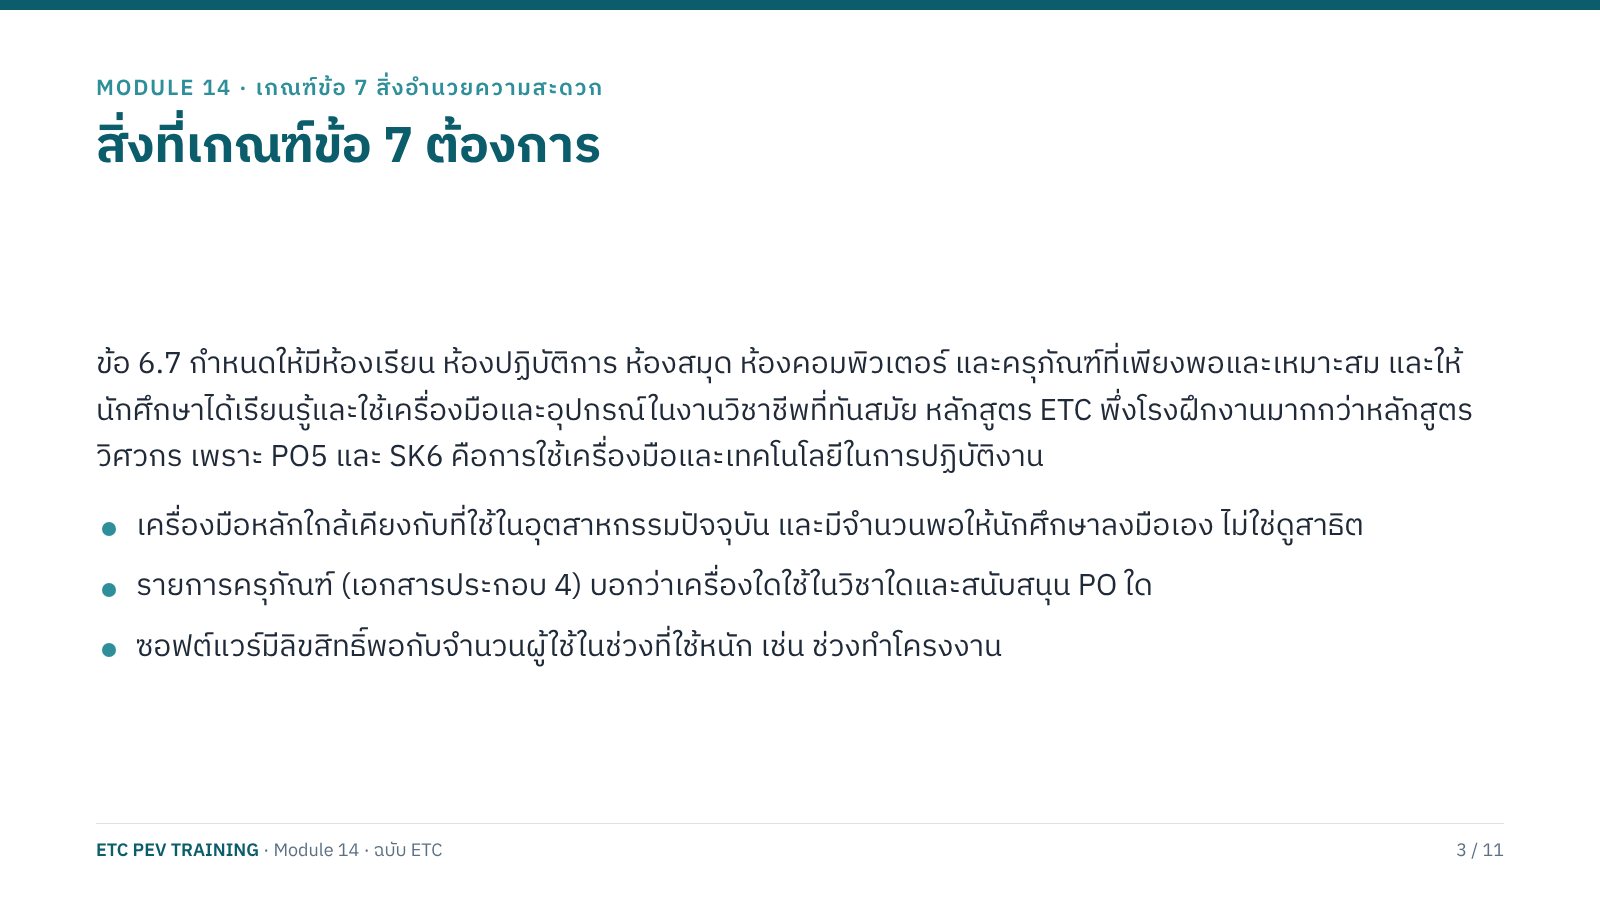 MODULE 14 · เกณฑ์ข้อ 7 สิ่งอำนวยความสะดวก
สิ่งที่เกณฑ์ข้อ 7 ต้องการ
ข้อ 6.7 กำหนดให้มีห้องเรียน ห้องปฏิบัติการ ห้องสมุด ห้องคอมพิวเตอร์ และครุภัณฑ์ที่เพียงพอและเหมาะสม และให้
นักศึกษาได้เรียนรู้และใช้เครื่องมือและอุปกรณ์ในงานวิชาชีพที่ทันสมัย หลักสูตร ETC พึ่งโรงฝึกงานมากกว่าหลักสูตร
วิศวกร เพราะ PO5 และ SK6 คือการใช้เครื่องมือและเทคโนโลยีในการปฏิบัติงาน
● เครื่องมือหลักใกล้เคียงกับที่ใช้ในอุตสาหกรรมปัจจุบัน และมีจำนวนพอให้นักศึกษาลงมือเอง ไม่ใช่ดูสาธิต
● รายการครุภัณฑ์ (เอกสารประกอบ 4) บอกว่าเครื่องใดใช้ในวิชาใดและสนับสนุน PO ใด
● ซอฟต์แวร์มีลิขสิทธิ์พอกับจำนวนผู้ใช้ในช่วงที่ใช้หนัก เช่น ช่วงทำโครงงาน
ETC PEV TRAINING · Module 14 · ฉบับ ETC
3 / 11